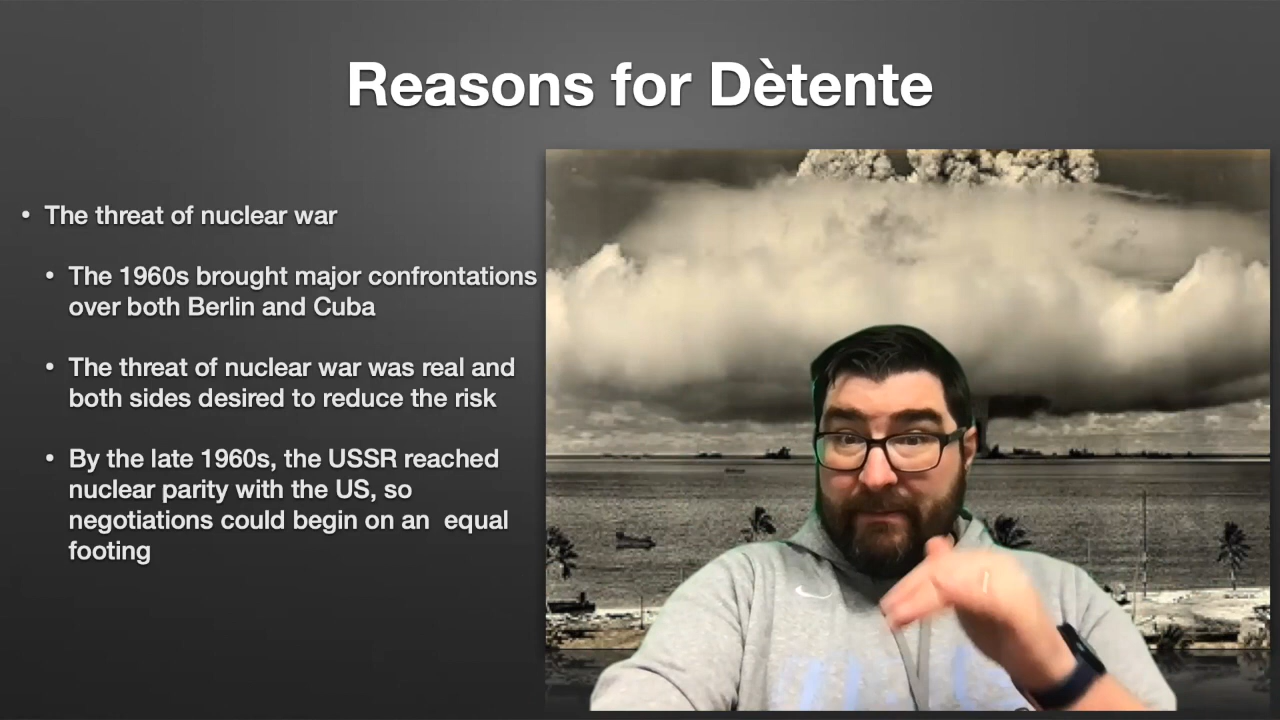 Reasons for Dètente
• The threat of nuclear war
• The 1960s brought major confrontations
over both Berlin and Cuba
• The threat of nuclear war was real and
both sides desired to reduce the risk
• By the late 1960s, the USSR reached
nuclear parity with the US, so
negotiations could begin on an  equal
footing